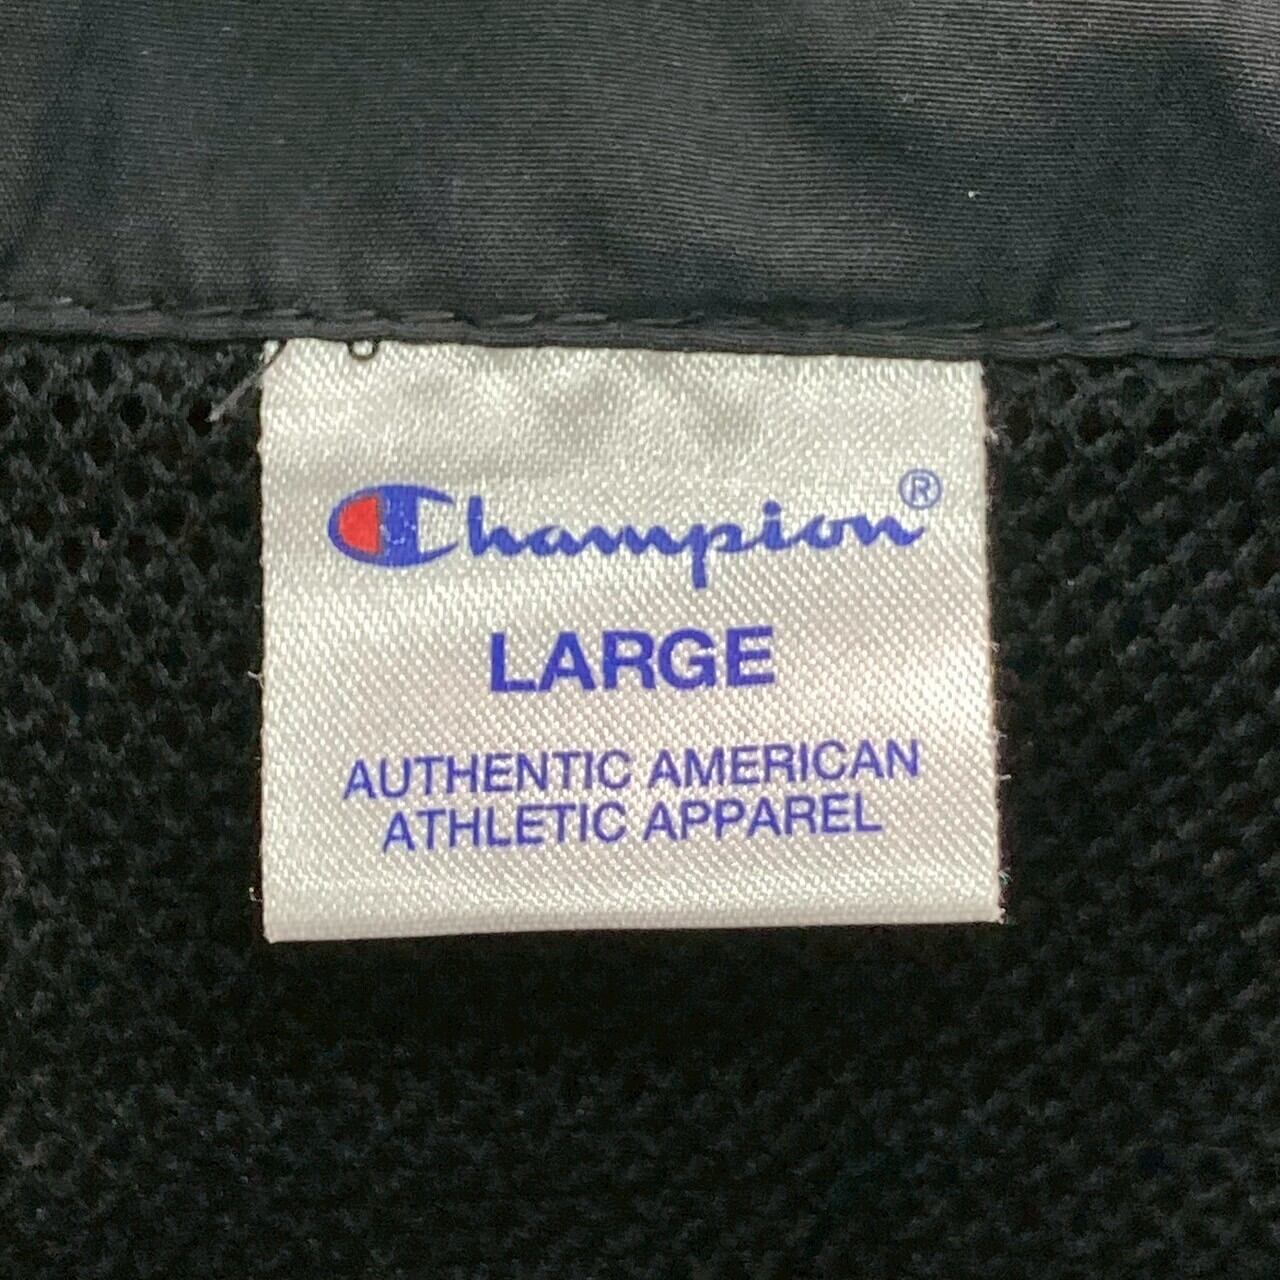 Champion®
LARGE
AUTHENTIC AMERICAN
ATHLETIC APPAREL